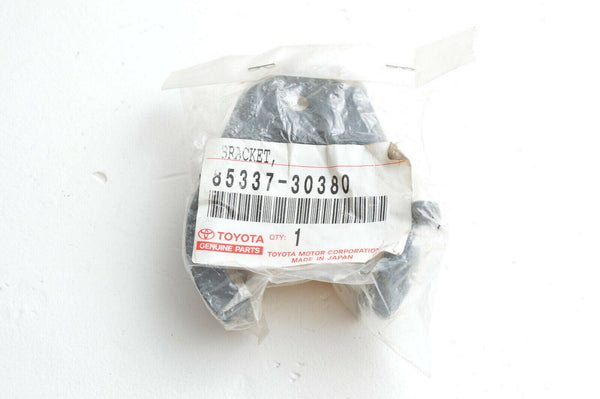 BRACKET,
85337-30380
TOYOTA QTY: 1
GENUINE PARTS
TOYOTA MOTOR CORPORATION
MADE IN JAPAN